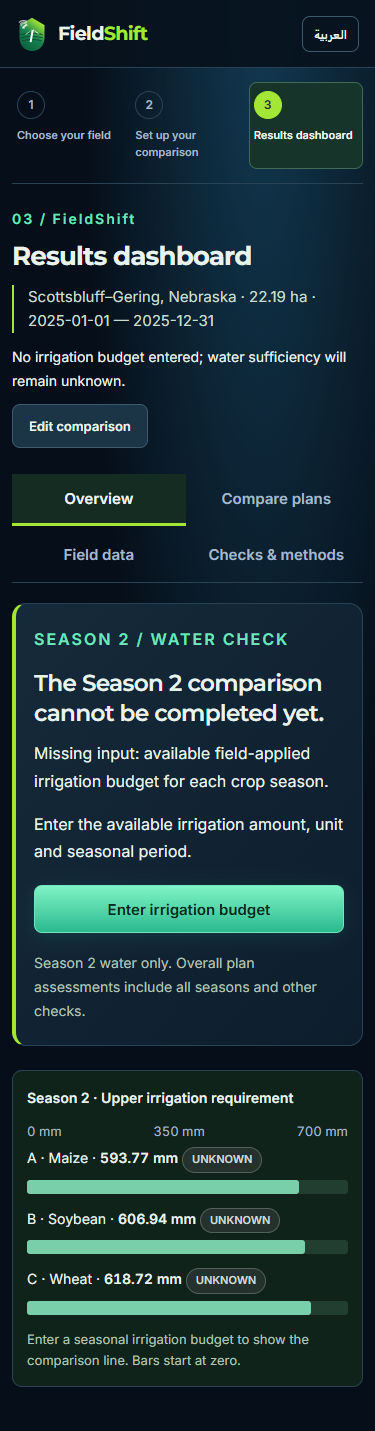 FieldShift
العربية
1
Choose your field
2
Set up your
comparison
3
Results dashboard
03 / FieldShift
Results dashboard
Scottsbluff–Gering, Nebraska · 22.19 ha ·
2025-01-01 — 2025-12-31
No irrigation budget entered; water sufficiency will
remain unknown.
Edit comparison
Overview
Compare plans
Field data
Checks & methods
SEASON 2 / WATER CHECK
The Season 2 comparison
cannot be completed yet.
Missing input: available field-applied
irrigation budget for each crop season.
Enter the available irrigation amount, unit
and seasonal period.
Enter irrigation budget
Season 2 water only. Overall plan
assessments include all seasons and other
checks.
Season 2 · Upper irrigation requirement
0 mm 350 mm 700 mm
A · Maize · 593.77 mm UNKNOWN
B · Soybean · 606.94 mm UNKNOWN
C · Wheat · 618.72 mm UNKNOWN
Enter a seasonal irrigation budget to show the
comparison line. Bars start at zero.